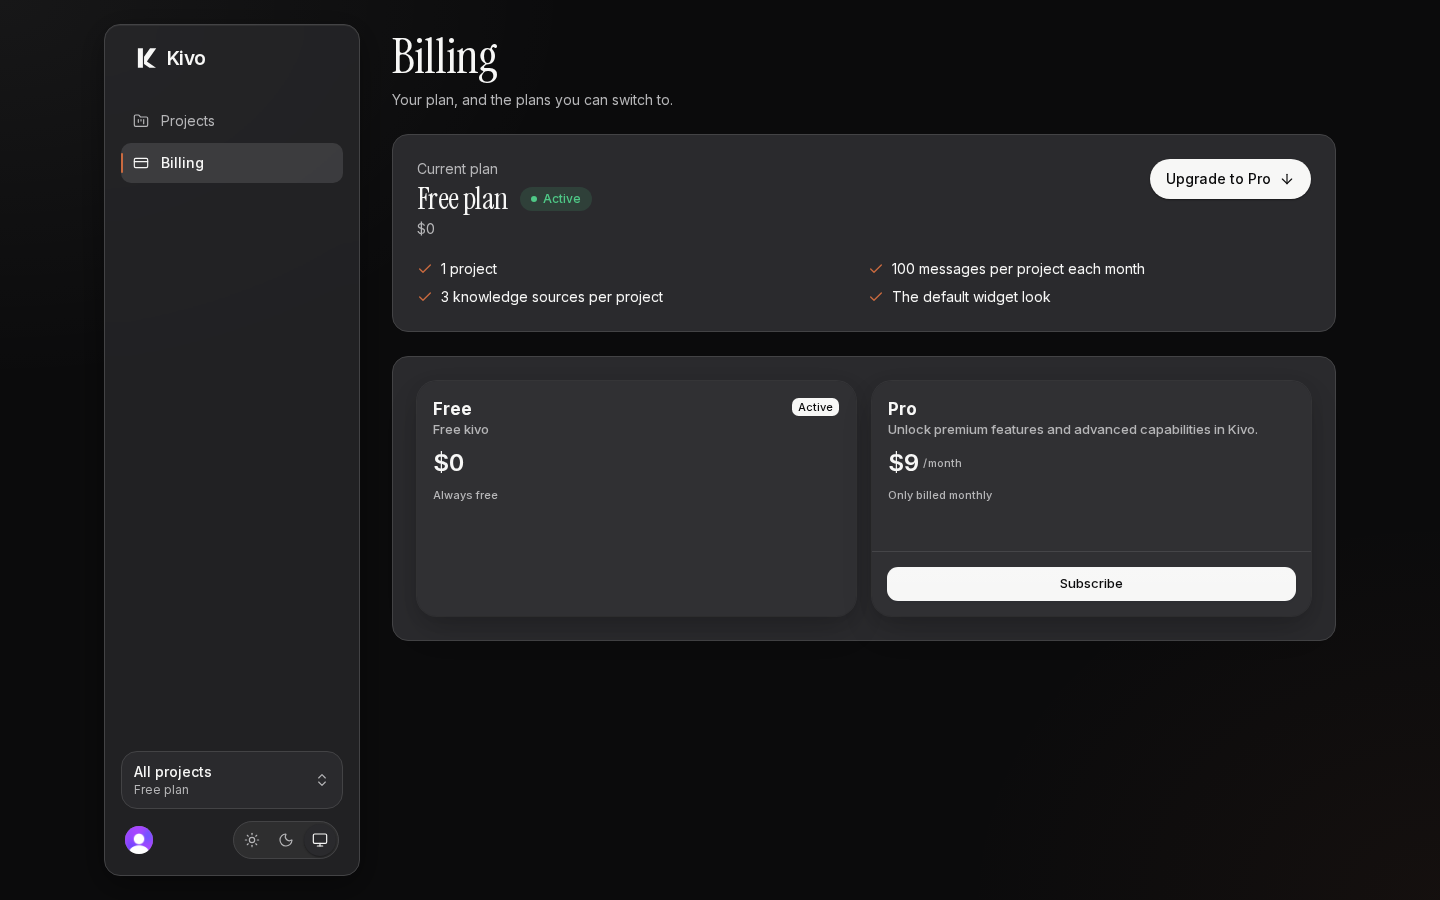 Kivo
Projects
Billing
All projects
Free plan
Billing
Your plan, and the plans you can switch to.
Current plan
Free plan
Active
$0
Upgrade to Pro
1 project
100 messages per project each month
3 knowledge sources per project
The default widget look
Free
Active
Free kivo
$0
Always free
Pro
Unlock premium features and advanced capabilities in Kivo.
$9 /month
Only billed monthly
Subscribe